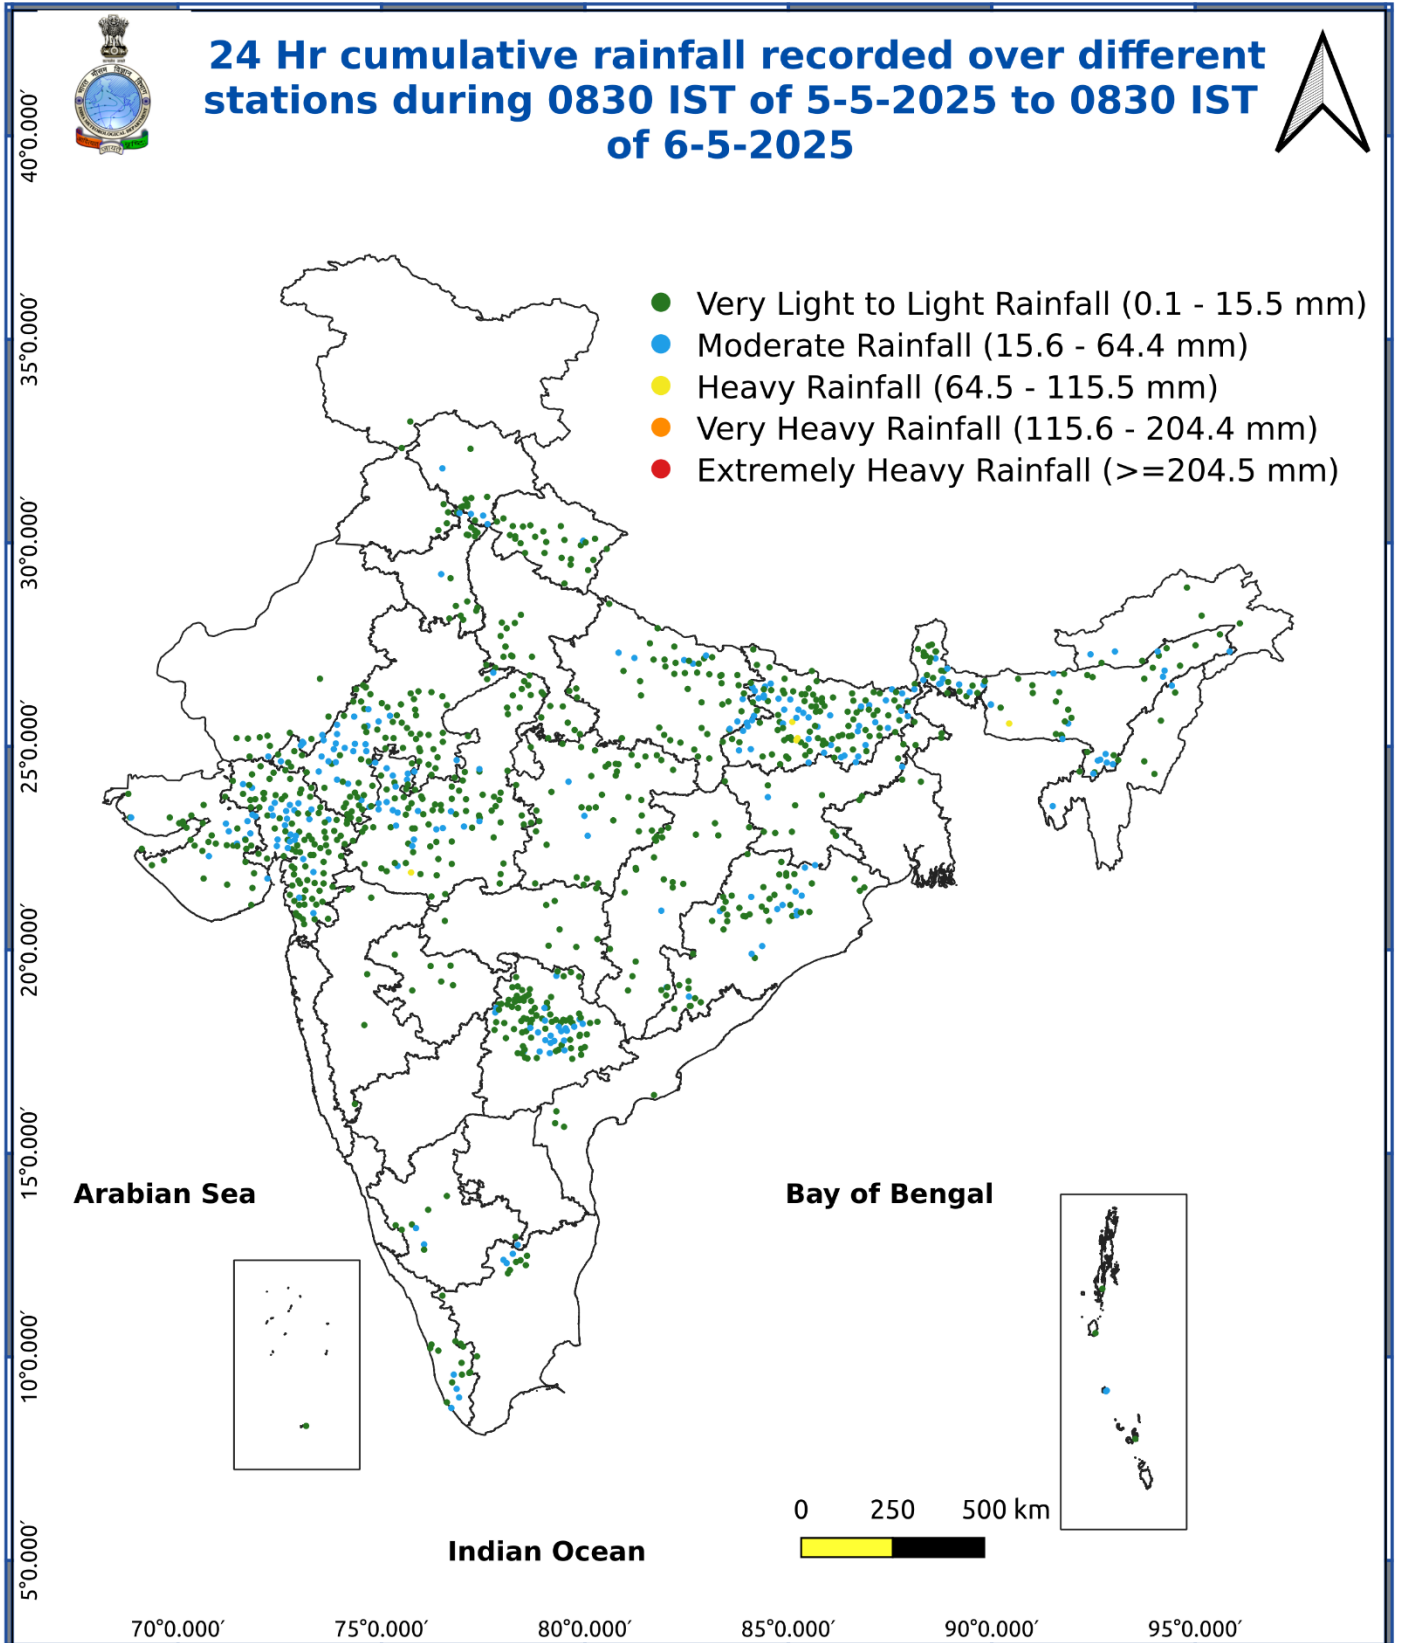 24 Hr cumulative rainfall recorded over different
stations during 0830 IST of 5-5-2025 to 0830 IST
of 6-5-2025
Very Light to Light Rainfall (0.1 - 15.5 mm)
Moderate Rainfall (15.6 - 64.4 mm)
Heavy Rainfall (64.5 - 115.5 mm)
Very Heavy Rainfall (115.6 - 204.4 mm)
Extremely Heavy Rainfall (>=204.5 mm)
40°0.000′
35°0.000′
30°0.000′
25°0.000′
20°0.000′
15°0.000′
10°0.000′
5°0.000′
Arabian Sea
Bay of Bengal
Indian Ocean
0 250 500 km
70°0.000′ 75°0.000′ 80°0.000′ 85°0.000′ 90°0.000′ 95°0.000′